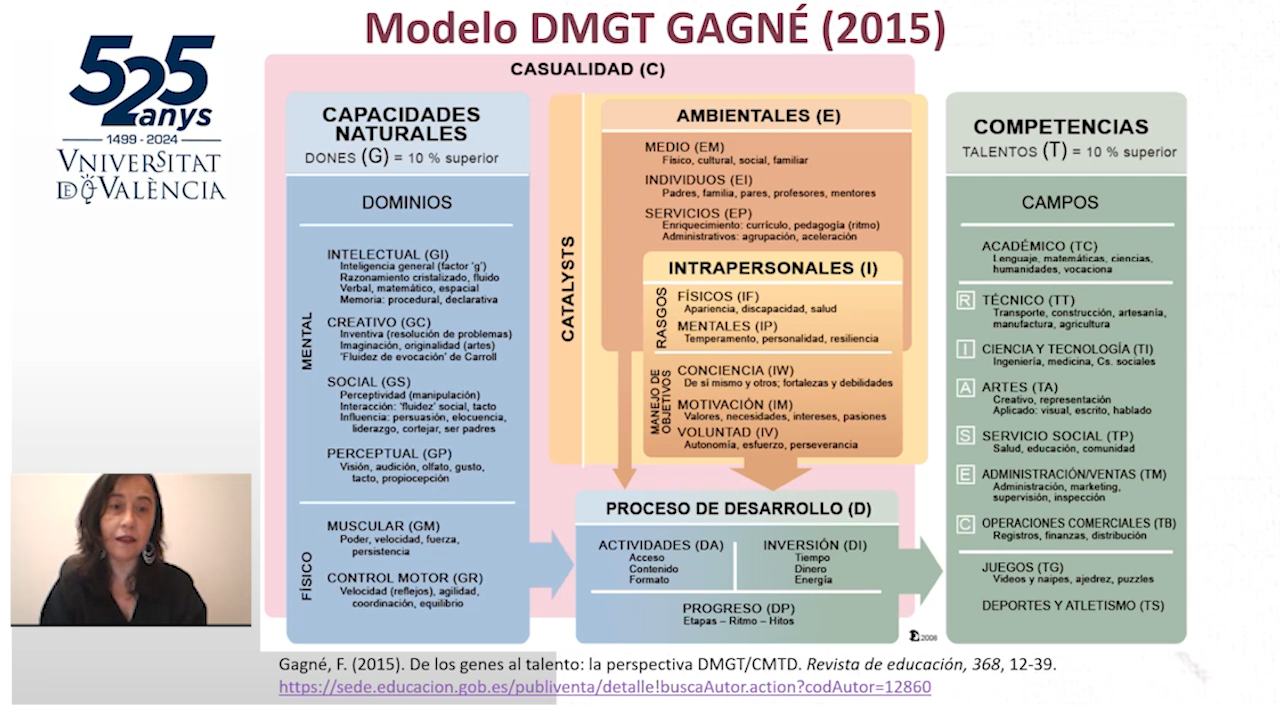 Modelo DMGT GAGNÉ (2015)
525
anys
1499 - 2024
VNIVERSITAT
DE VALÈNCIA
CASUALIDAD (C)
CAPACIDADES
NATURALES
DONES (G) = 10 % superior
DOMINIOS
MENTAL
INTELECTUAL (GI)
Inteligencia general (factor ‘g’)
Razonamiento cristalizado, fluido
Verbal, matemático, espacial
Memoria: procedural, declarativa
CREATIVO (GC)
Inventiva (resolución de problemas)
Imaginación, originalidad (artes)
‘Fluidez de evocación’ de Carroll
SOCIAL (GS)
Perceptividad (manipulación)
Interacción: ‘fluidez’ social, tacto
Influencia: persuasión, elocuencia,
liderazgo, cortejar, ser padres
PERCEPTUAL (GP)
Visión, audición, olfato, gusto,
tacto, propiocepción
FÍSICO
MUSCULAR (GM)
Poder, velocidad, fuerza,
persistencia
CONTROL MOTOR (GR)
Velocidad (reflejos), agilidad,
coordinación, equilibrio
CATALYSTS
AMBIENTALES (E)
MEDIO (EM)
Físico, cultural, social, familiar
INDIVIDUOS (EI)
Padres, familia, pares, profesores, mentores
SERVICIOS (EP)
Enriquecimiento: currículo, pedagogía (ritmo)
Administrativos: agrupación, aceleración
INTRAPERSONALES (I)
RASGOS
FÍSICOS (IF)
Apariencia, discapacidad, salud
MENTALES (IP)
Temperamento, personalidad, resiliencia
MANEJO DE
OBJETIVOS
CONCIENCIA (IW)
De sí mismo y otros; fortalezas y debilidades
MOTIVACIÓN (IM)
Valores, necesidades, intereses, pasiones
VOLUNTAD (IV)
Autonomía, esfuerzo, perseverancia
PROCESO DE DESARROLLO (D)
ACTIVIDADES (DA)
Acceso
Contenido
Formato
INVERSIÓN (DI)
Tiempo
Dinero
Energía
PROGRESO (DP)
Etapas – Ritmo – Hitos
2008
COMPETENCIAS
TALENTOS (T) = 10 % superior
CAMPOS
ACADÉMICO (TC)
Lenguaje, matemáticas, ciencias,
humanidades, vocaciona
R TÉCNICO (TT)
Transporte, construcción, artesanía,
manufactura, agricultura
I CIENCIA Y TECNOLOGÍA (TI)
Ingeniería, medicina, Cs. sociales
A ARTES (TA)
Creativo, representación
Aplicado: visual, escrito, hablado
S SERVICIO SOCIAL (TP)
Salud, educación, comunidad
E ADMINISTRACIÓN/VENTAS (TM)
Administración, marketing,
supervisión, inspección
C OPERACIONES COMERCIALES (TB)
Registros, finanzas, distribución
JUEGOS (TG)
Videos y naipes, ajedrez, puzzles
DEPORTES Y ATLETISMO (TS)
Gagné, F. (2015). De los genes al talento: la perspectiva DMGT/CMTD. Revista de educación, 368, 12-39.
https://sede.educacion.gob.es/publiventa/detalle!buscaAutor.action?codAutor=12860